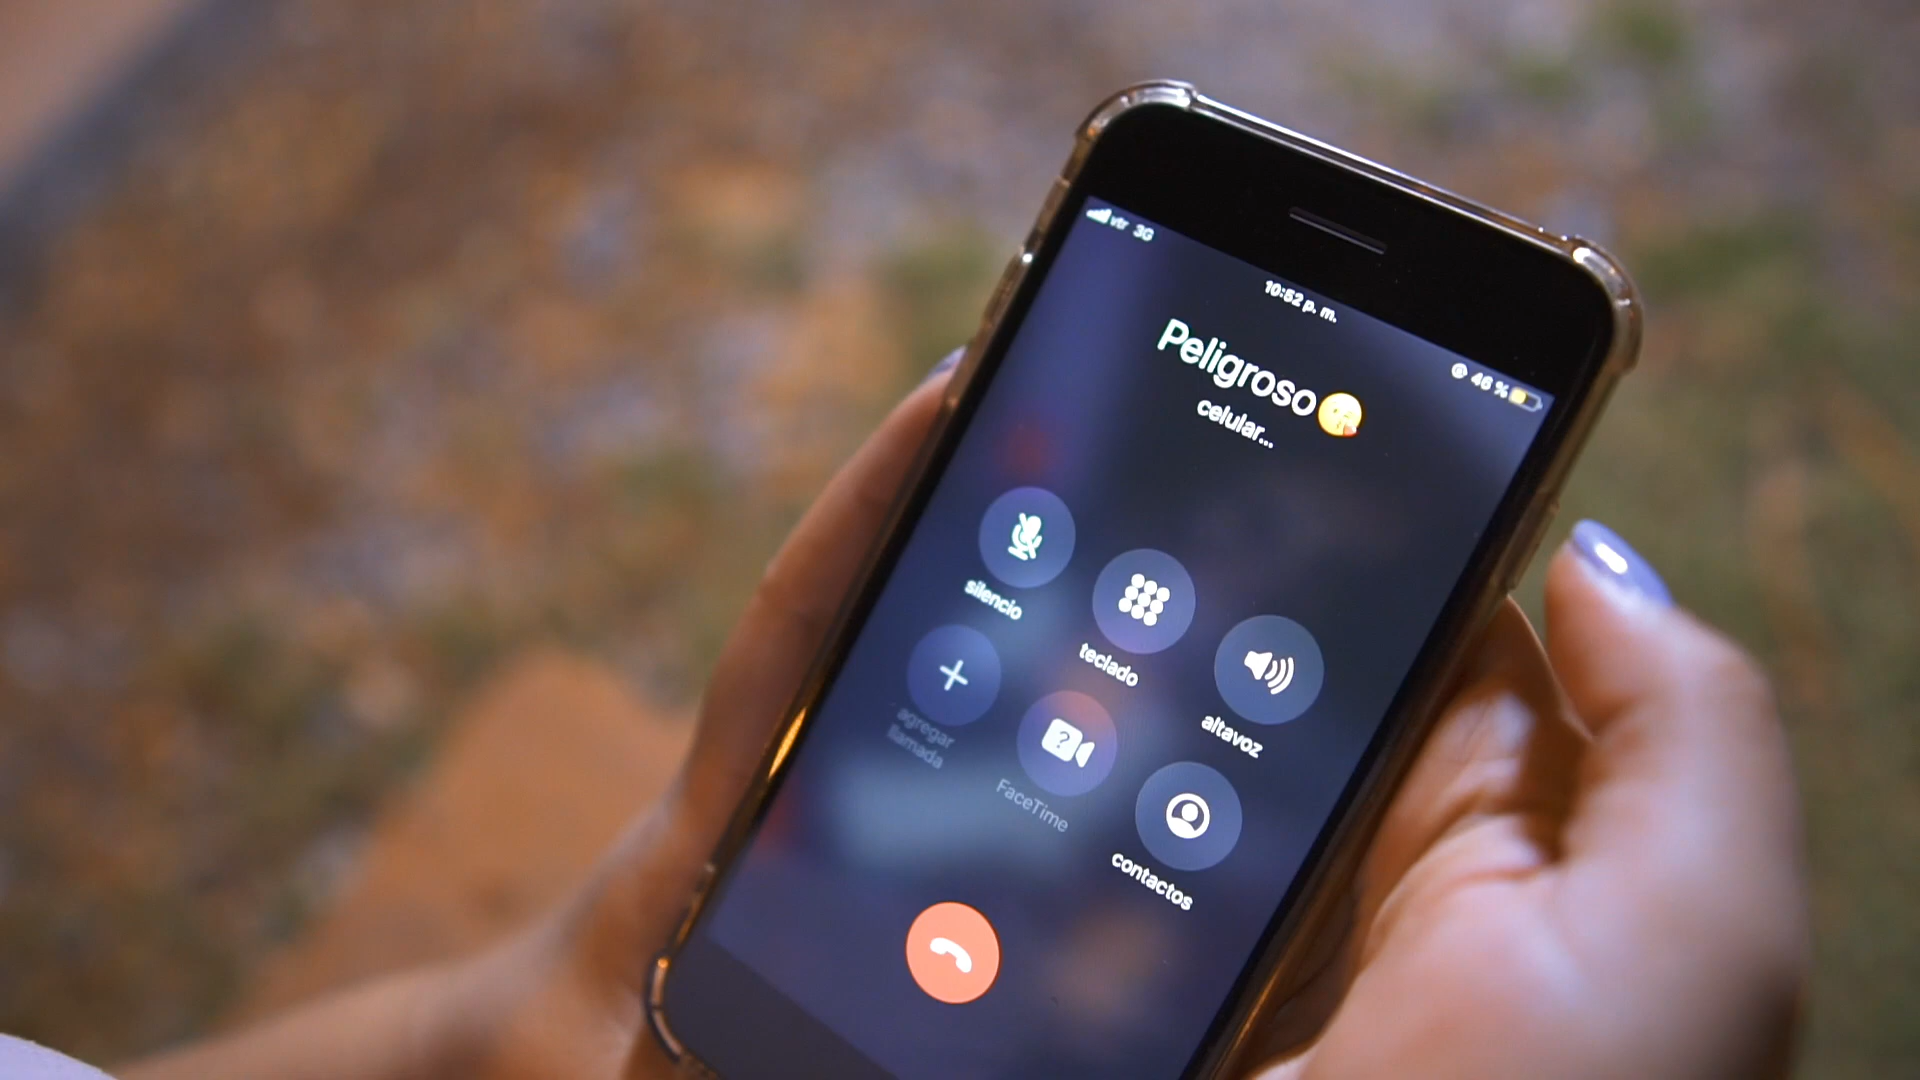 vtr 3G
10:52 p. m.
46 %
Peligroso😘
celular...
silencio
teclado
altavoz
agregar
llamada
FaceTime
contactos